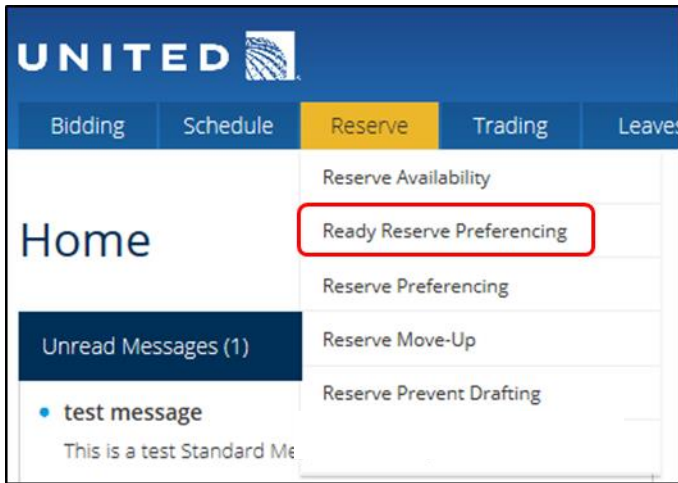 UNITED
Bidding Schedule Reserve Trading Leaves
Reserve Availability
Home
Ready Reserve Preferencing
Reserve Preferencing
Unread Messages (1)
Reserve Move-Up
Reserve Prevent Drafting
test message
This is a test Standard Me